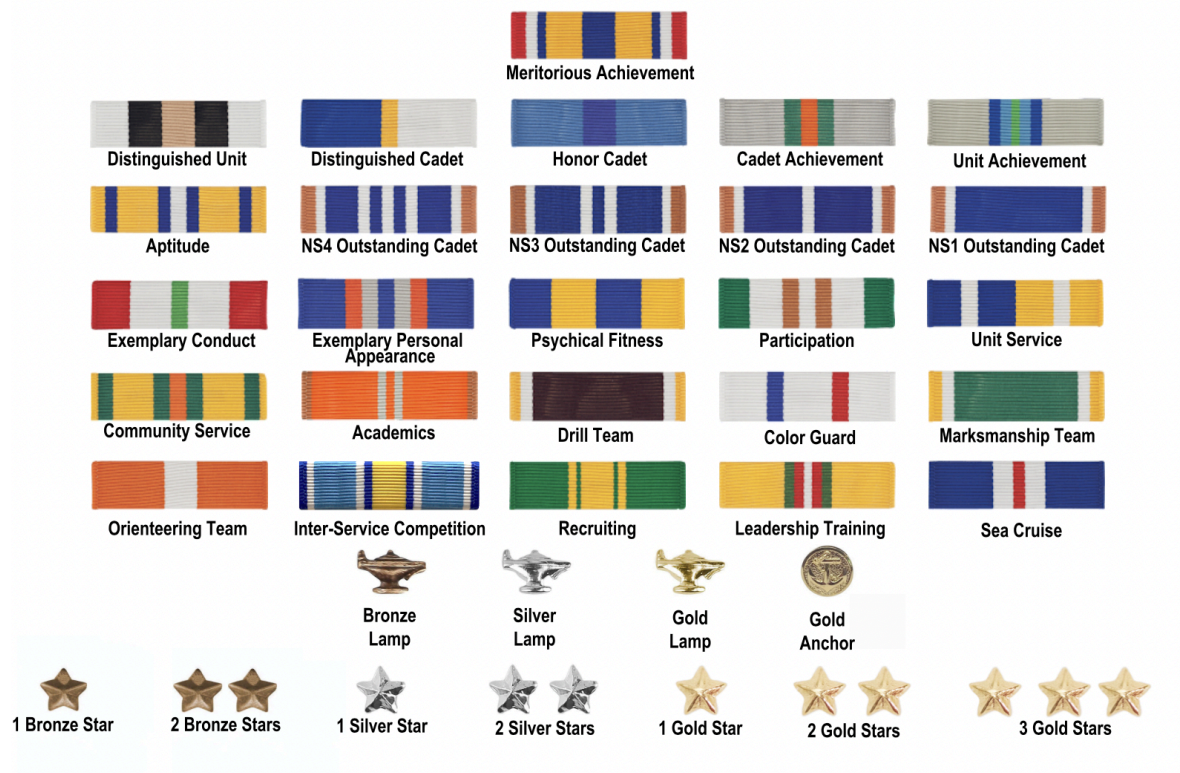 Meritorious Achievement
Distinguished Unit
Distinguished Cadet
Honor Cadet
Cadet Achievement
Unit Achievement
Aptitude
NS4 Outstanding Cadet
NS3 Outstanding Cadet
NS2 Outstanding Cadet
NS1 Outstanding Cadet
Exemplary Conduct
Exemplary Personal
Appearance
Psychical Fitness
Participation
Unit Service
Community Service
Academics
Drill Team
Color Guard
Marksmanship Team
Orienteering Team
Inter-Service Competition
Recruiting
Leadership Training
Sea Cruise
Bronze
Lamp
Silver
Lamp
Gold
Lamp
Gold
Anchor
1 Bronze Star
2 Bronze Stars
1 Silver Star
2 Silver Stars
1 Gold Star
2 Gold Stars
3 Gold Stars